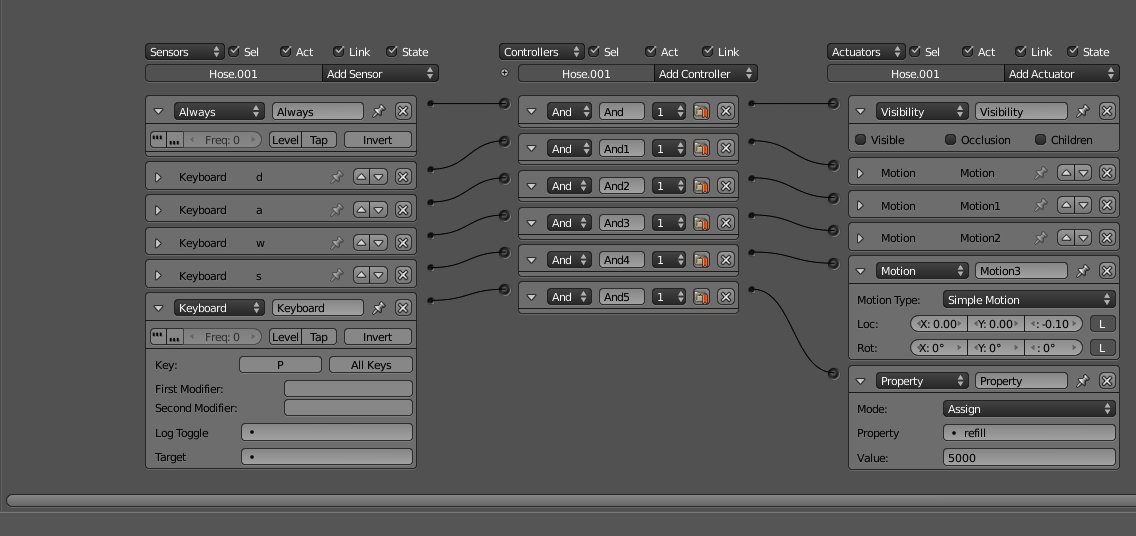 Sensors Sel Act Link State
Hose.001 Add Sensor
Always Always
Freq: 0 Level Tap Invert
Keyboard d
Keyboard a
Keyboard w
Keyboard s
Keyboard Keyboard
Freq: 0 Level Tap Invert
Key: P All Keys
First Modifier:
Second Modifier:
Log Toggle
Target
Controllers Sel Act Link
Hose.001 Add Controller
And And 1
And And1 1
And And2 1
And And3 1
And And4 1
And And5 1
Actuators Sel Act Link State
Hose.001 Add Actuator
Visibility Visibility
Visible Occlusion Children
Motion Motion
Motion Motion1
Motion Motion2
Motion Motion3
Motion Type: Simple Motion
Loc: X: 0.00 Y: 0.00 : -0.10 L
Rot: X: 0° Y: 0° : 0° L
Property Property
Mode: Assign
Property refill
Value: 5000